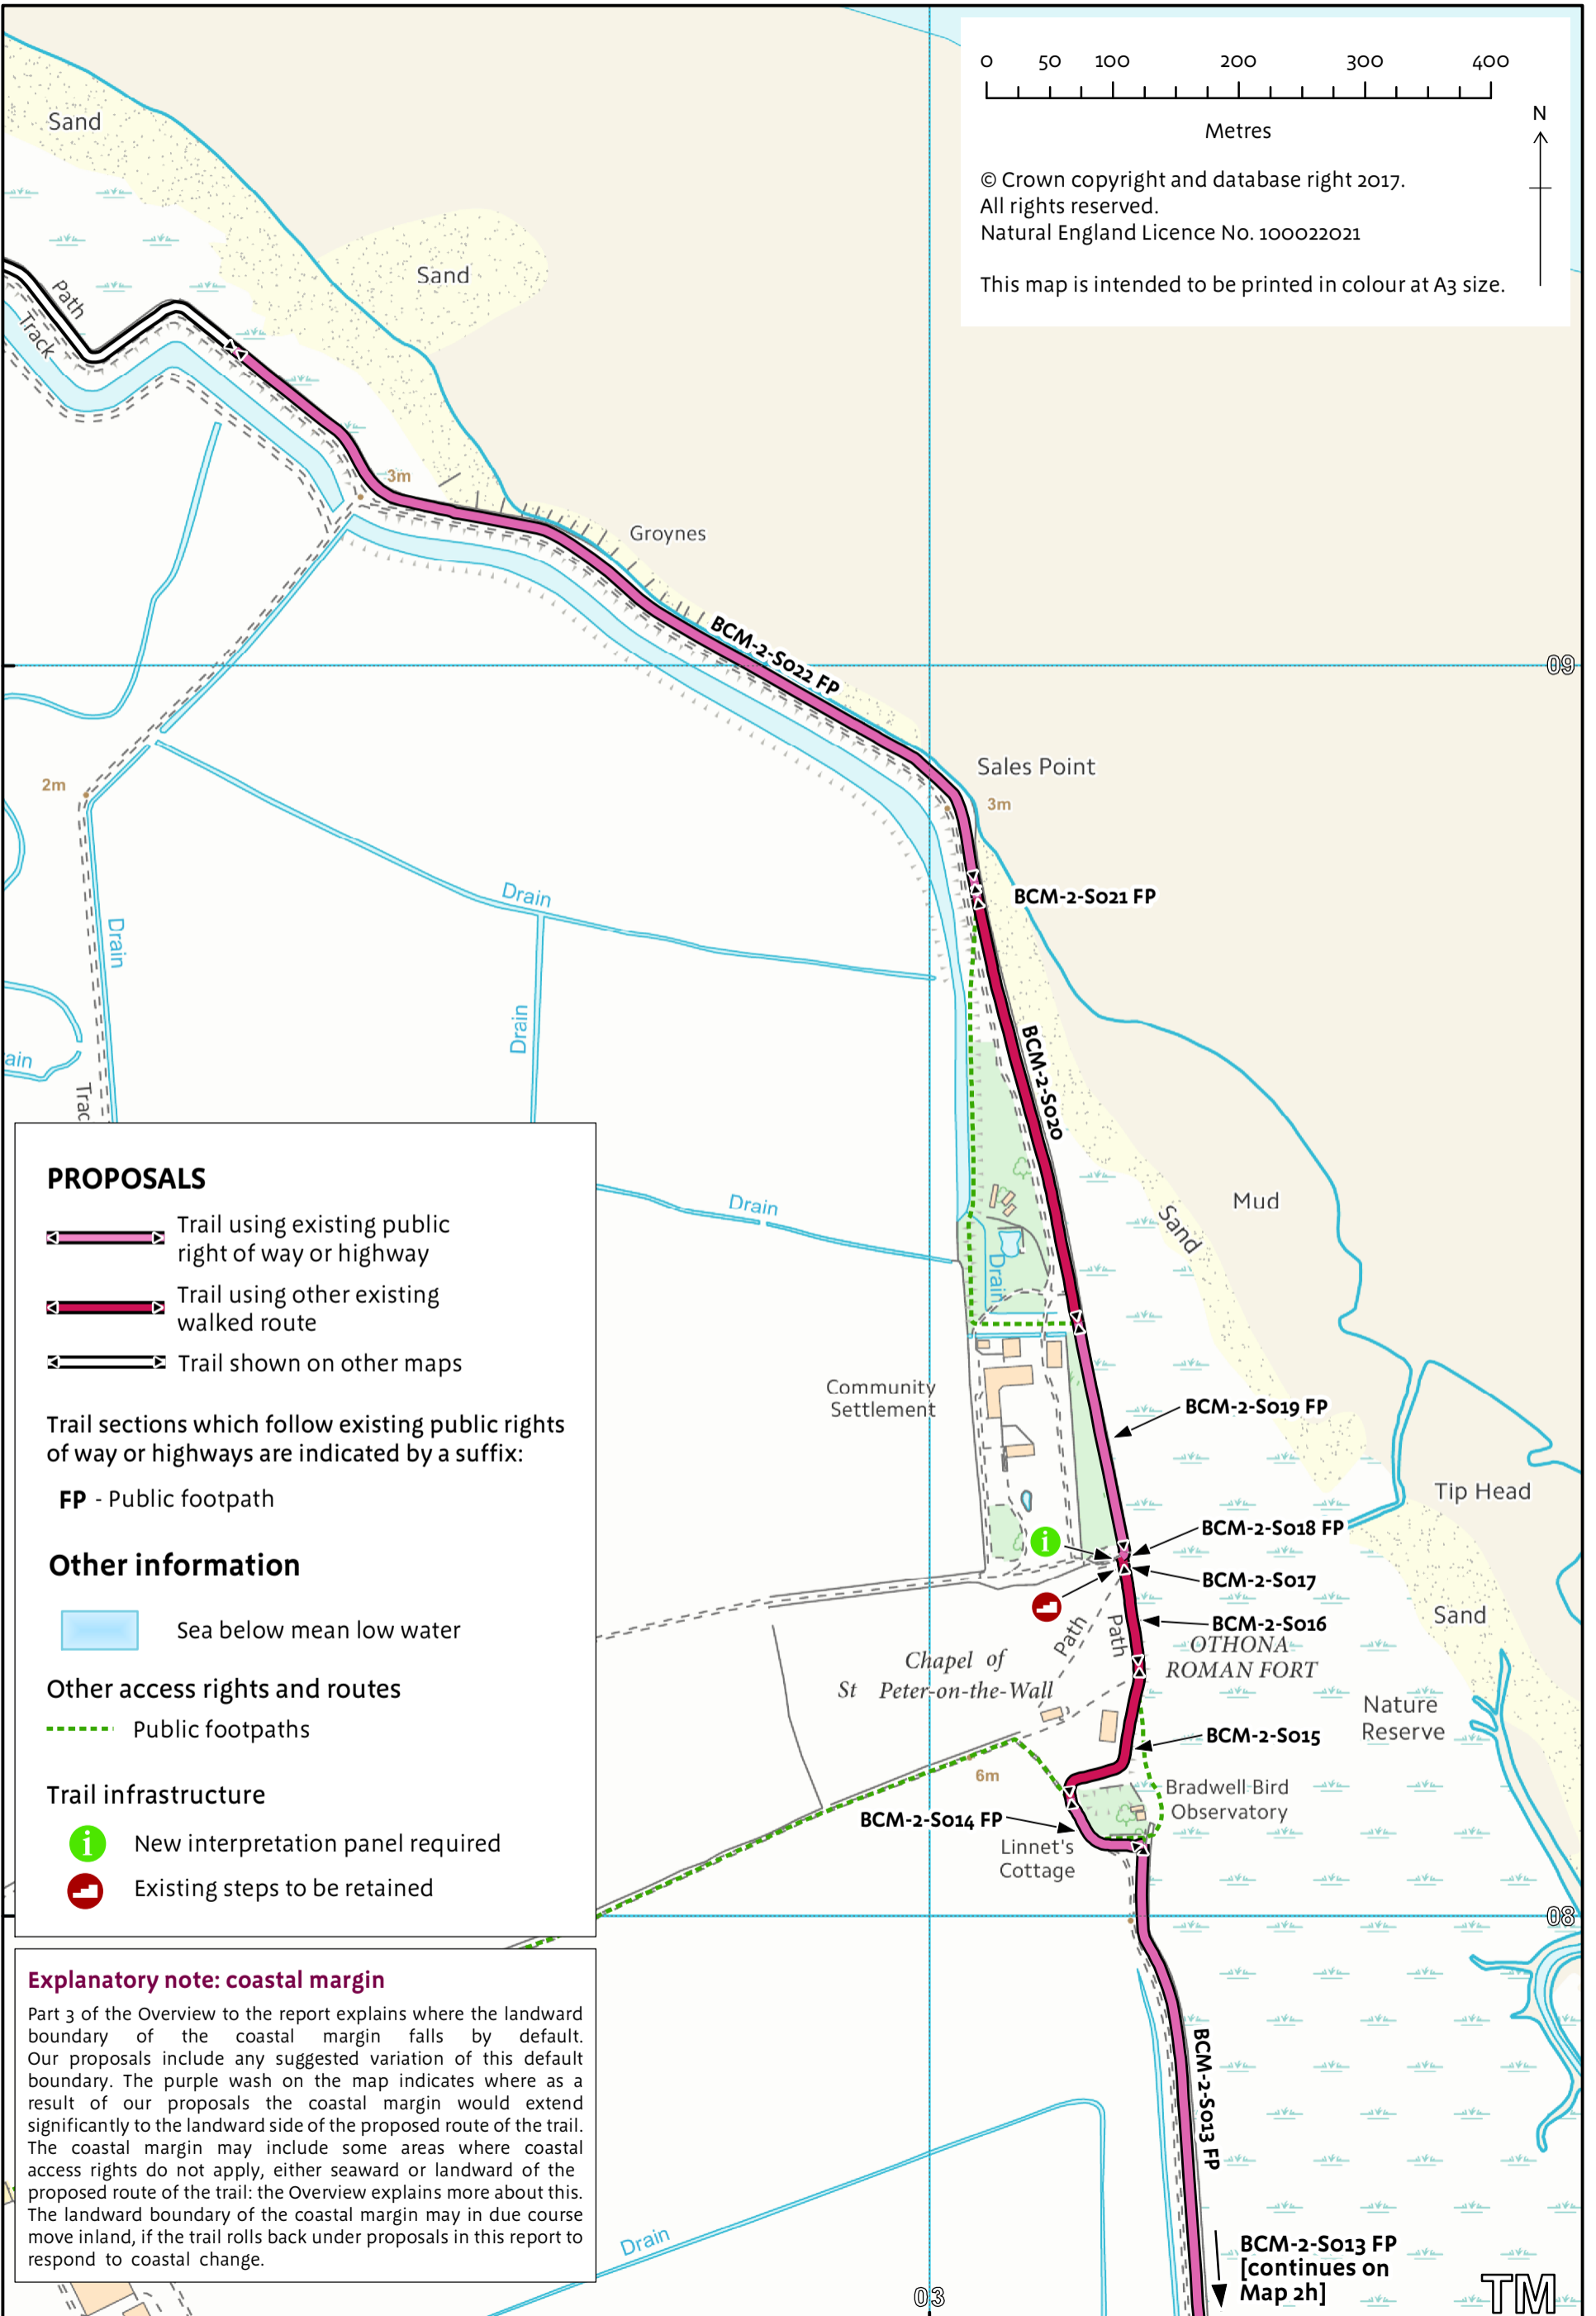 0 50 100 200 300 400
Metres
N
© Crown copyright and database right 2017.
All rights reserved.
Natural England Licence No. 100022021
This map is intended to be printed in colour at A3 size.
Sand
Sand
Path
Track
3m
Groynes
BCM-2-S022 FP
09
Sales Point
3m
2m
BCM-2-S021 FP
Drain
Drain
Drain
BCM-2-S020
ain
Trac
Drain
Mud
Sand
Drain
Community
Settlement
BCM-2-S019 FP
Tip Head
BCM-2-S018 FP
i
BCM-2-S017
BCM-2-S016
Path
Path
Sand
OTHONA
ROMAN FORT
Chapel of
St Peter-on-the-Wall
Nature
Reserve
BCM-2-S015
6m
Bradwell Bird
Observatory
BCM-2-S014 FP
Linnet's
Cottage
08
BCM-2-S013 FP
Drain
BCM-2-S013 FP
[continues on
Map 2h]
03
TM
PROPOSALS
Trail using existing public
right of way or highway
Trail using other existing
walked route
Trail shown on other maps
Trail sections which follow existing public rights
of way or highways are indicated by a suffix:
FP - Public footpath
Other information
Sea below mean low water
Other access rights and routes
Public footpaths
Trail infrastructure
i New interpretation panel required
Existing steps to be retained
Explanatory note: coastal margin
Part 3 of the Overview to the report explains where the landward
boundary of the coastal margin falls by default.
Our proposals include any suggested variation of this default
boundary. The purple wash on the map indicates where as a
result of our proposals the coastal margin would extend
significantly to the landward side of the proposed route of the trail.
The coastal margin may include some areas where coastal
access rights do not apply, either seaward or landward of the
proposed route of the trail: the Overview explains more about this.
The landward boundary of the coastal margin may in due course
move inland, if the trail rolls back under proposals in this report to
respond to coastal change.